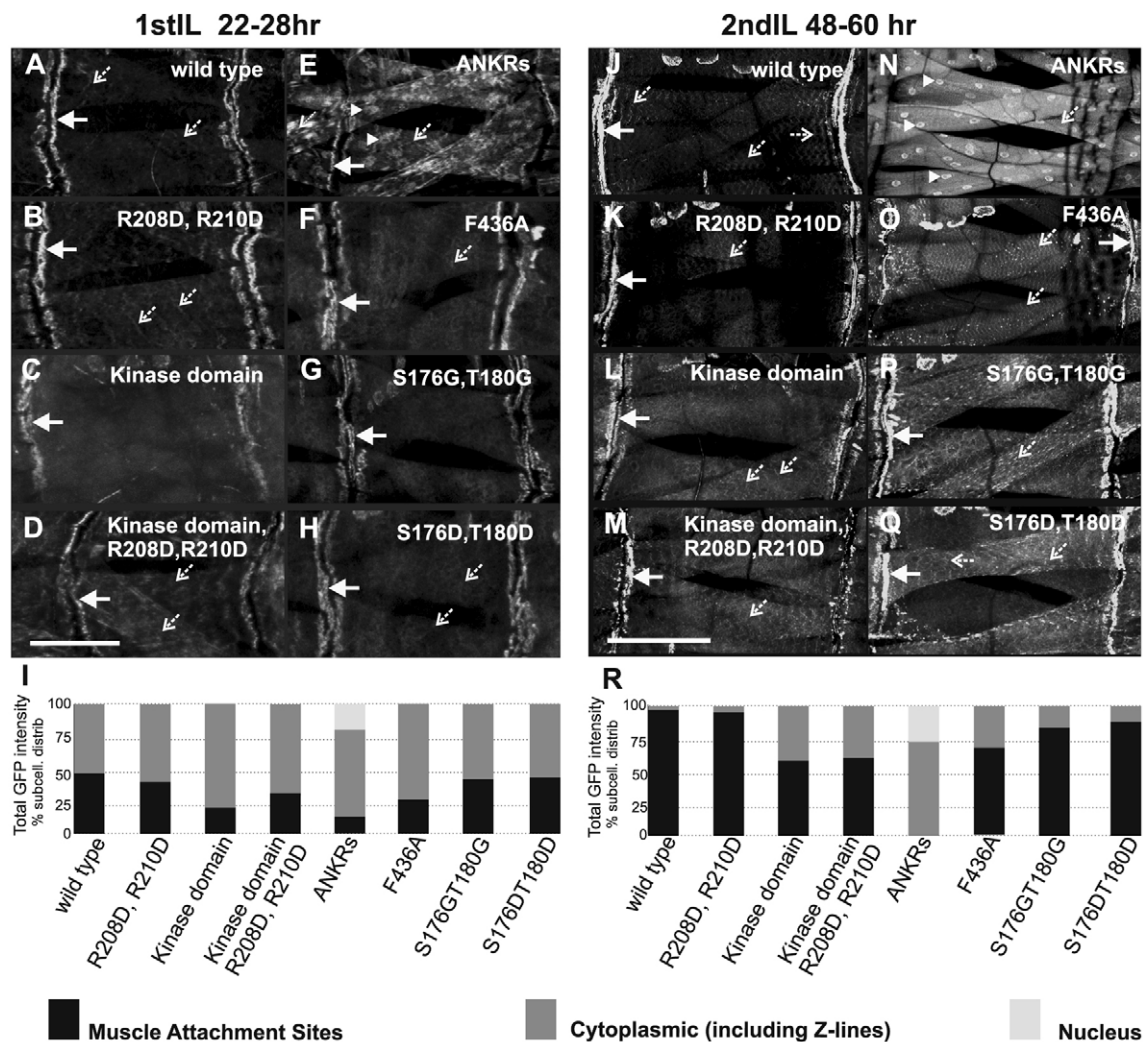 1stIL 22-28hr
2ndIL 48-60 hr
A wild type
E ANKRs
B R208D, R210D
F F436A
C Kinase domain
G S176G,T180G
D Kinase domain,
R208D,R210D
H S176D,T180D
J wild type
N ANKRs
K R208D, R210D
O F436A
L Kinase domain
P S176G,T180G
M Kinase domain,
R208D,R210D
Q S176D,T180D
I
Total GFP intensity
% subcell. distrib
100
75
50
25
0
wild type
R208D, R210D
Kinase domain
Kinase domain
R208D, R210D
ANKRs
F436A
S176GT180G
S176DT180D
R
Total GFP intensity
% subcell. distrib
100
75
50
25
0
wild type
R208D, R210D
Kinase domain
Kinase domain
R208D, R210D
ANKRs
F436A
S176GT180G
S176DT180D
Muscle Attachment Sites
Cytoplasmic (including Z-lines)
Nucleus